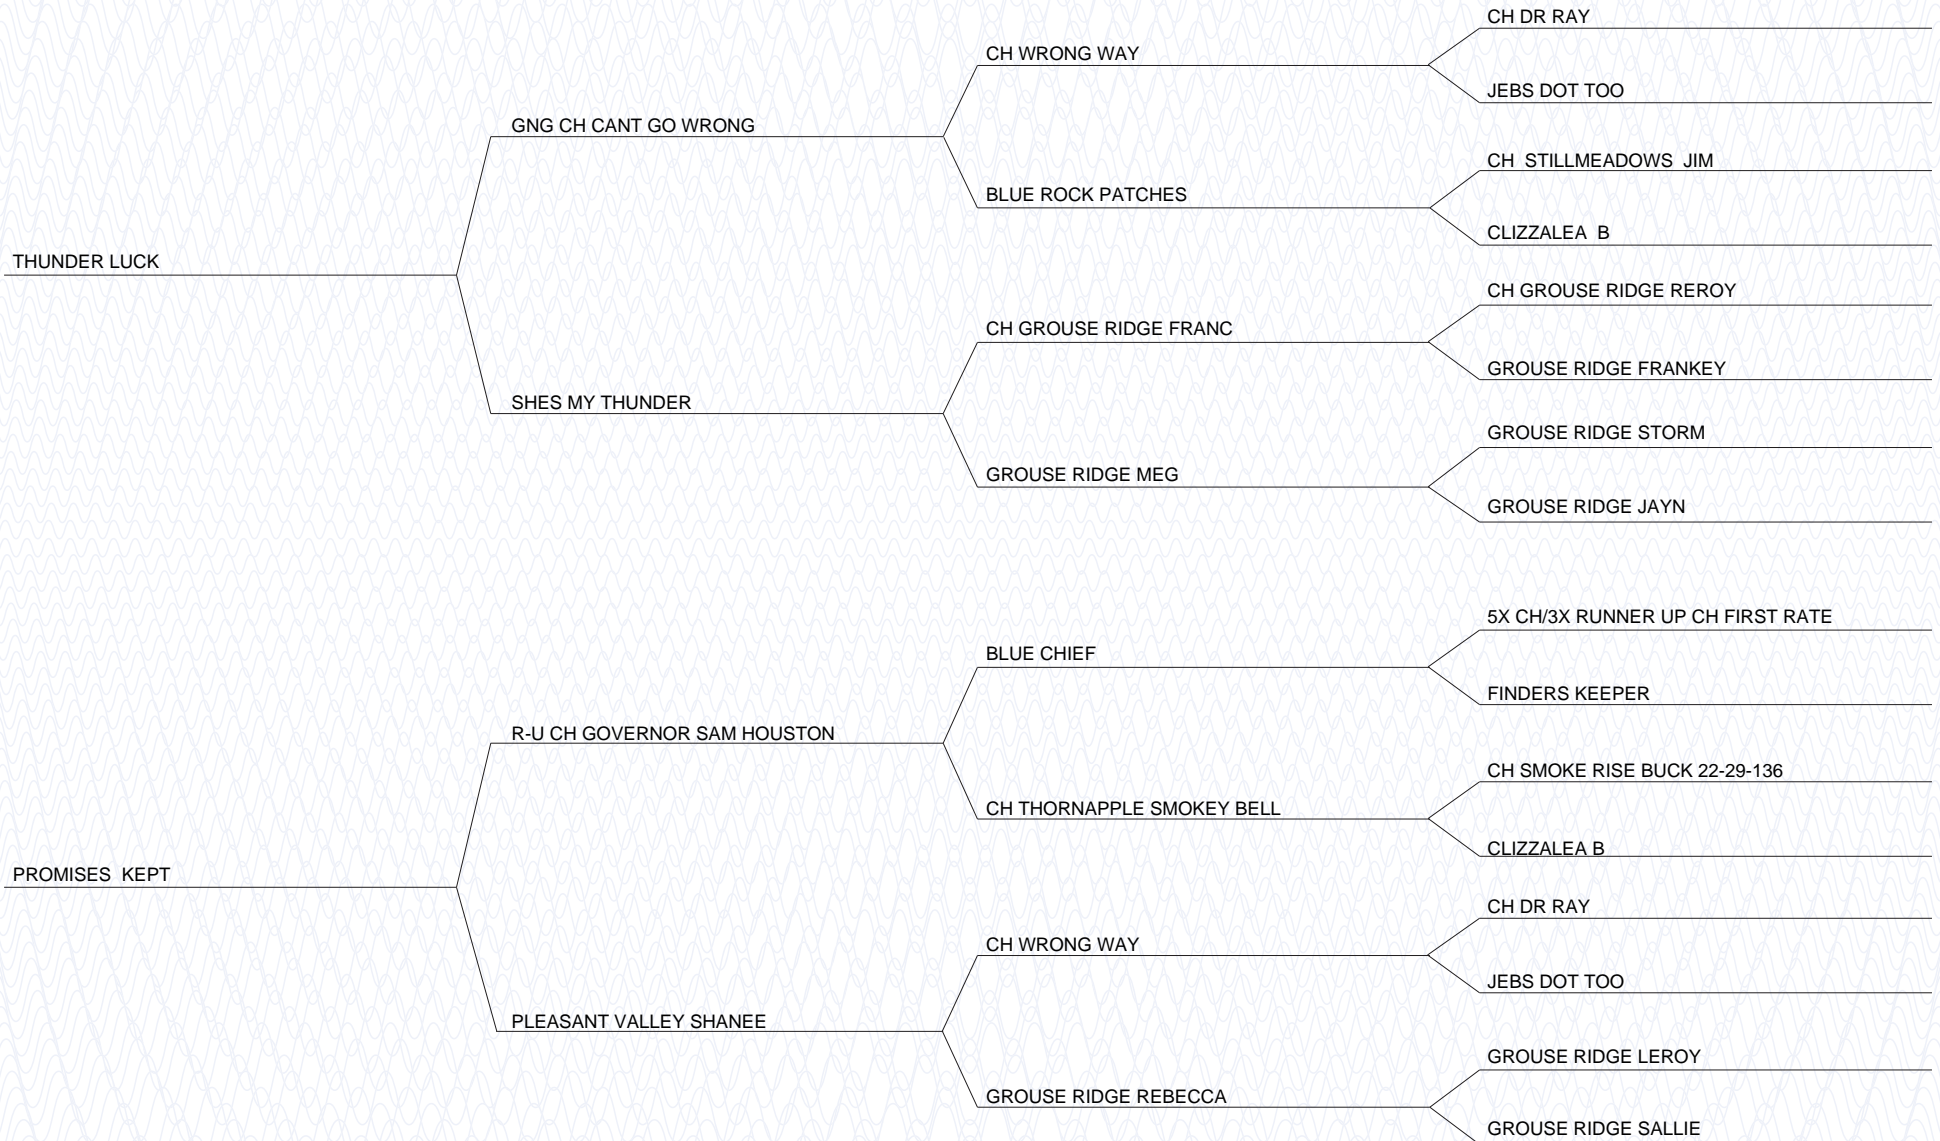 CH DR RAY
CH WRONG WAY
JEBS DOT TOO
GNG CH CANT GO WRONG
CH  STILLMEADOWS  JIM
BLUE ROCK PATCHES
CLIZZALEA  B
THUNDER LUCK
CH GROUSE RIDGE REROY
CH GROUSE RIDGE FRANC
GROUSE RIDGE FRANKEY
SHES MY THUNDER
GROUSE RIDGE STORM
GROUSE RIDGE MEG
GROUSE RIDGE JAYN
5X CH/3X RUNNER UP CH FIRST RATE
BLUE CHIEF
FINDERS KEEPER
R-U CH GOVERNOR SAM HOUSTON
CH SMOKE RISE BUCK 22-29-136
CH THORNAPPLE SMOKEY BELL
CLIZZALEA B
PROMISES  KEPT
CH DR RAY
CH WRONG WAY
JEBS DOT TOO
PLEASANT VALLEY SHANEE
GROUSE RIDGE LEROY
GROUSE RIDGE REBECCA
GROUSE RIDGE SALLIE